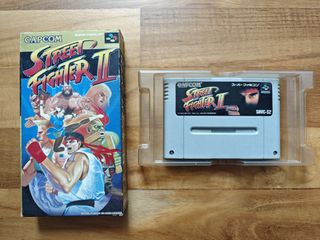 CAPCOM
STREET
FIGHTER II
CAPCOM
スーパーファミコン
STREET
FIGHTER II
SHVC-S2